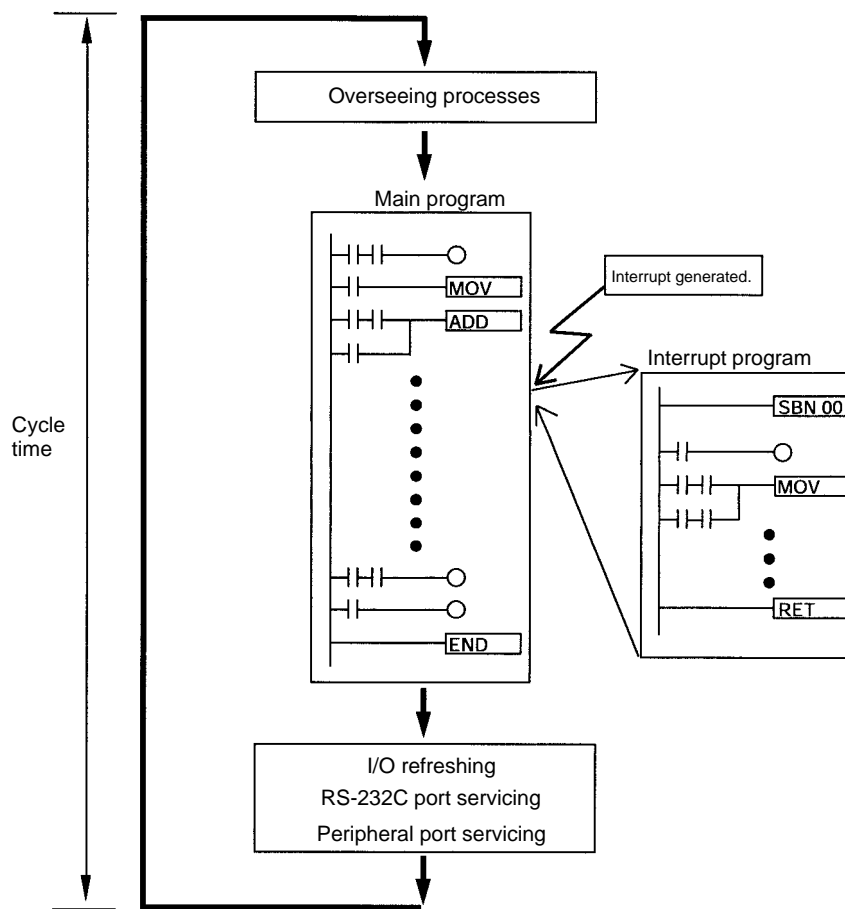 Overseeing processes
Main program
MOV
ADD
END
Interrupt generated.
Interrupt program
SBN 00
MOV
RET
Cycle
time
I/O refreshing
RS-232C port servicing
Peripheral port servicing